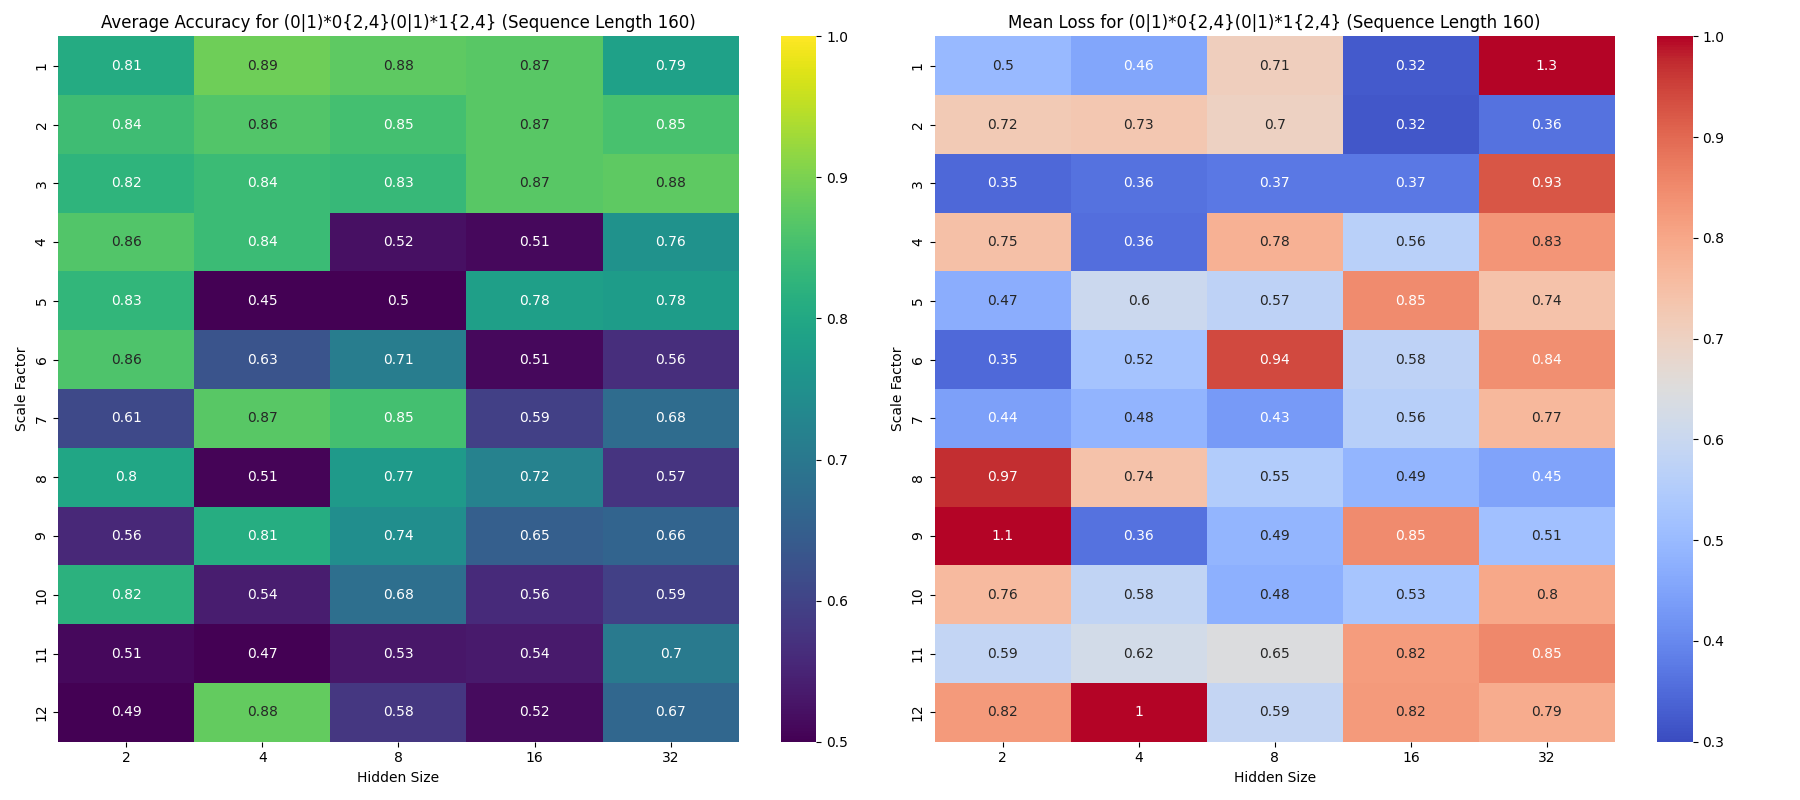 Average Accuracy for (0|1)*0{2,4}(0|1)*1{2,4} (Sequence Length 160)
1 0.81 0.89 0.88 0.87 0.79
2 0.84 0.86 0.85 0.87 0.85
3 0.82 0.84 0.83 0.87 0.88
4 0.86 0.84 0.52 0.51 0.76
5 0.83 0.45 0.5 0.78 0.78
6 0.86 0.63 0.71 0.51 0.56
7 0.61 0.87 0.85 0.59 0.68
8 0.8 0.51 0.77 0.72 0.57
9 0.56 0.81 0.74 0.65 0.66
10 0.82 0.54 0.68 0.56 0.59
11 0.51 0.47 0.53 0.54 0.7
12 0.49 0.88 0.58 0.52 0.67
2 4 8 16 32
Hidden Size
Scale Factor
1.0
0.9
0.8
0.7
0.6
0.5
Mean Loss for (0|1)*0{2,4}(0|1)*1{2,4} (Sequence Length 160)
1 0.5 0.46 0.71 0.32 1.3
2 0.72 0.73 0.7 0.32 0.36
3 0.35 0.36 0.37 0.37 0.93
4 0.75 0.36 0.78 0.56 0.83
5 0.47 0.6 0.57 0.85 0.74
6 0.35 0.52 0.94 0.58 0.84
7 0.44 0.48 0.43 0.56 0.77
8 0.97 0.74 0.55 0.49 0.45
9 1.1 0.36 0.49 0.85 0.51
10 0.76 0.58 0.48 0.53 0.8
11 0.59 0.62 0.65 0.82 0.85
12 0.82 1 0.59 0.82 0.79
2 4 8 16 32
Hidden Size
Scale Factor
1.0
0.9
0.8
0.7
0.6
0.5
0.4
0.3